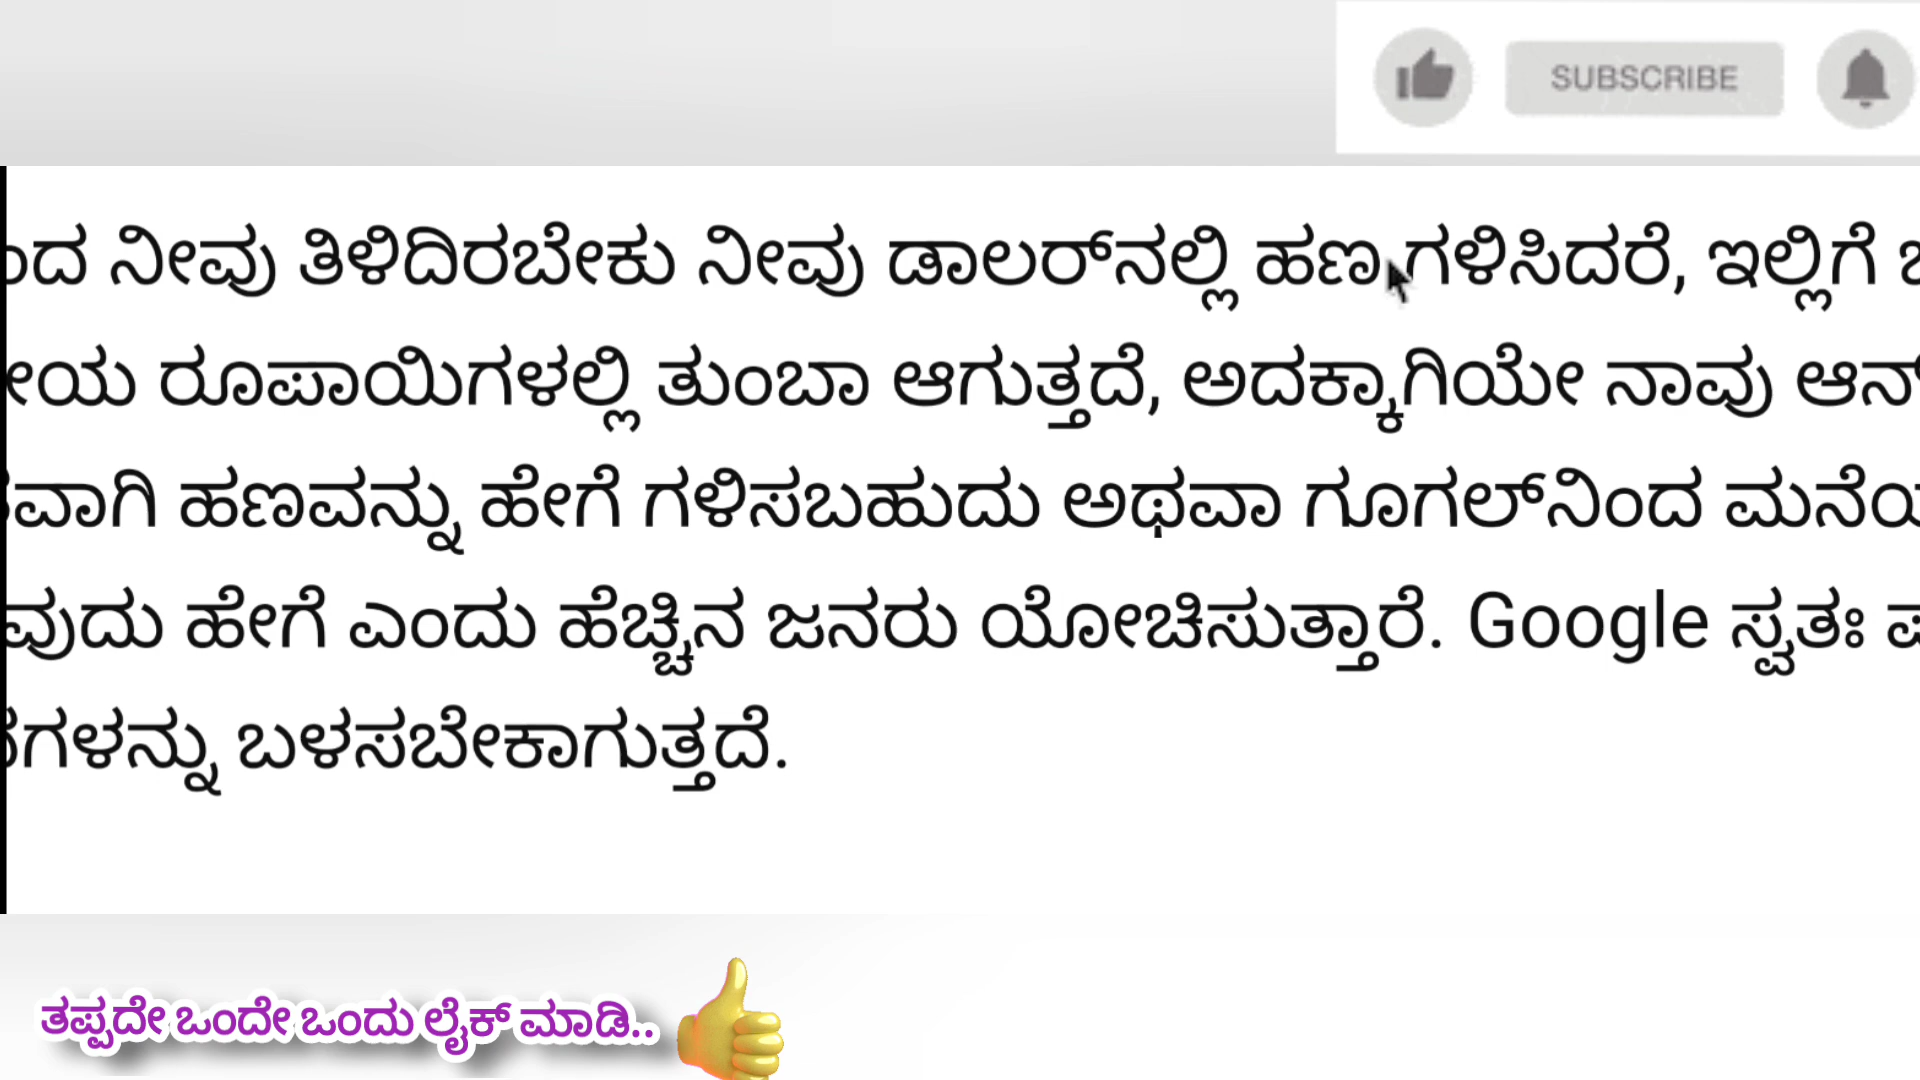 SUBSCRIBE
ನೀವು ತಿಳಿದಿರಬೇಕು ನೀವು ಡಾಲರ್‌ನಲ್ಲಿ ಹಣ ಗಳಿಸಿದರೆ, ಇಲ್ಲಿಗೆ
ರೂಪಾಯಿಗಳಲ್ಲಿ ತುಂಬಾ ಆಗುತ್ತದೆ, ಅದಕ್ಕಾಗಿಯೇ ನಾವು
ಹಣವನ್ನು ಹೇಗೆ ಗಳಿಸಬಹುದು ಅಥವಾ ಗೂಗಲ್‌ನಿಂದ
ಹೇಗೆ ಎಂದು ಹೆಚ್ಚಿನ ಜನರು ಯೋಚಿಸುತ್ತಾರೆ. Google ಸ್ವತಃ
ಬಳಸಬೇಕಾಗುತ್ತದೆ.
ತಪ್ಪದೇ ಒಂದೇ ಒಂದು ಲೈಕ್ ಮಾಡಿ..